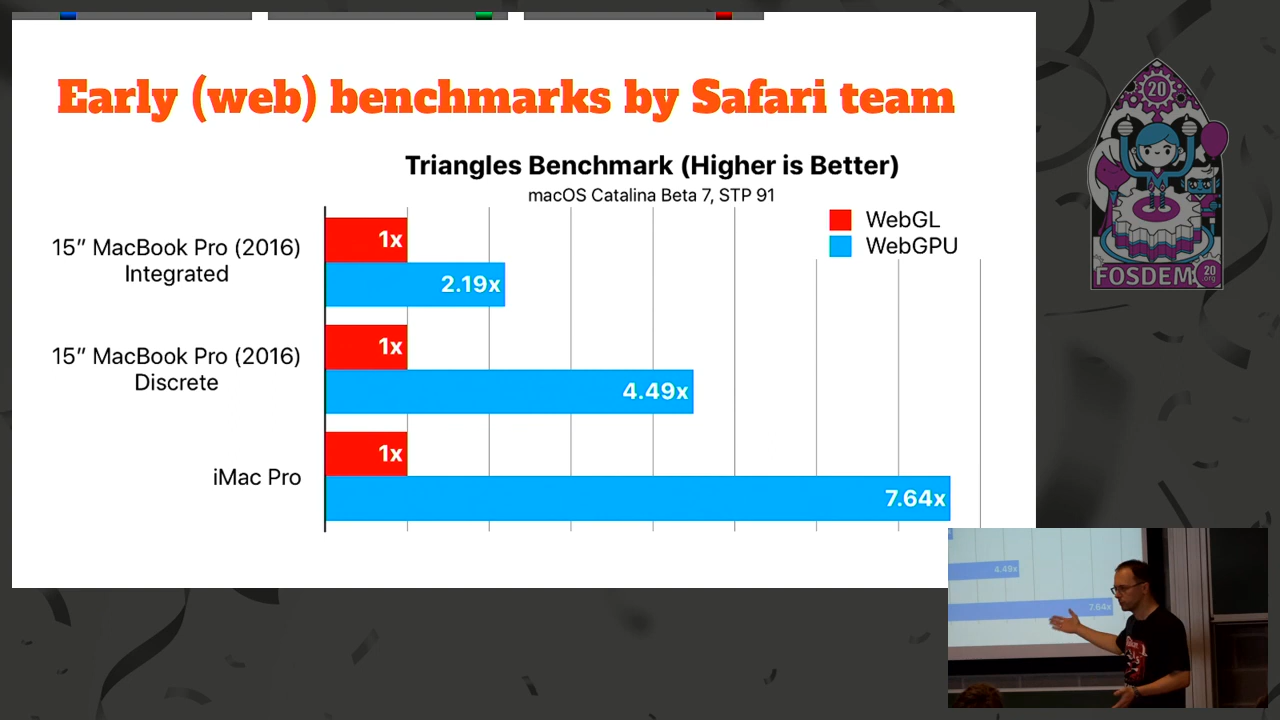 Early (web) benchmarks by Safari team
Triangles Benchmark (Higher is Better)
macOS Catalina Beta 7, STP 91
WebGL
WebGPU
15” MacBook Pro (2016)
Integrated
1x
2.19x
15” MacBook Pro (2016)
Discrete
1x
4.49x
iMac Pro
1x
7.64x
20
FOSDEM
20
.org
4.49x
7.64x